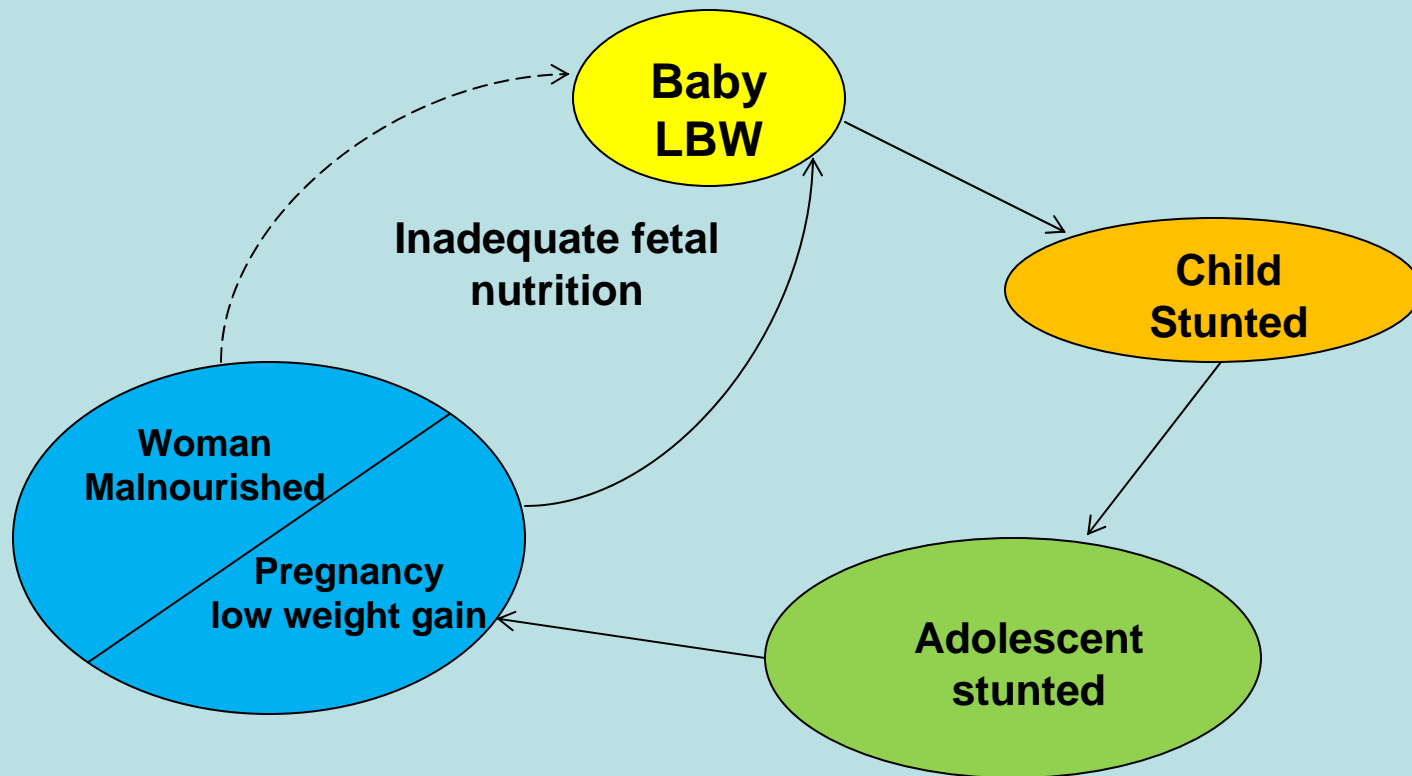 Baby
LBW
Inadequate fetal
nutrition
Child
Stunted
Woman
Malnourished
Pregnancy
low weight gain
Adolescent
stunted